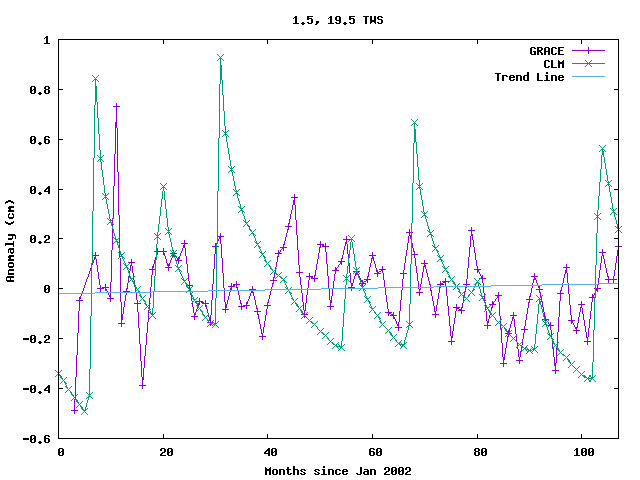 1.5, 19.5 TWS
GRACE
CLM
Trend Line
Anomaly (cm)
1
0.8
0.6
0.4
0.2
0
-0.2
-0.4
-0.6
0 20 40 60 80 100
Months since Jan 2002